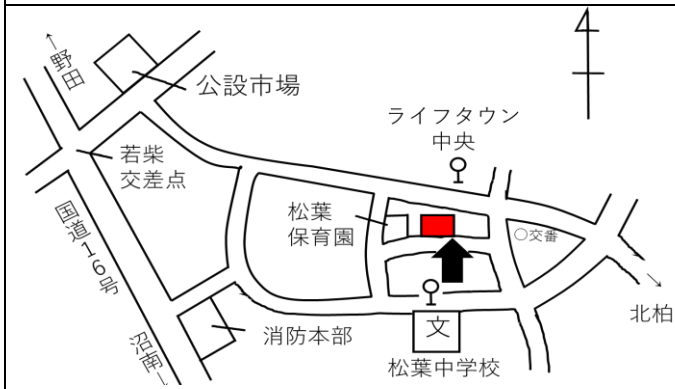 ←野田
公設市場
ライフタウン
中央
若柴
交差点
松葉
保育園
○交番
国道16号
北柏
消防本部
文
沼南→
松葉中学校